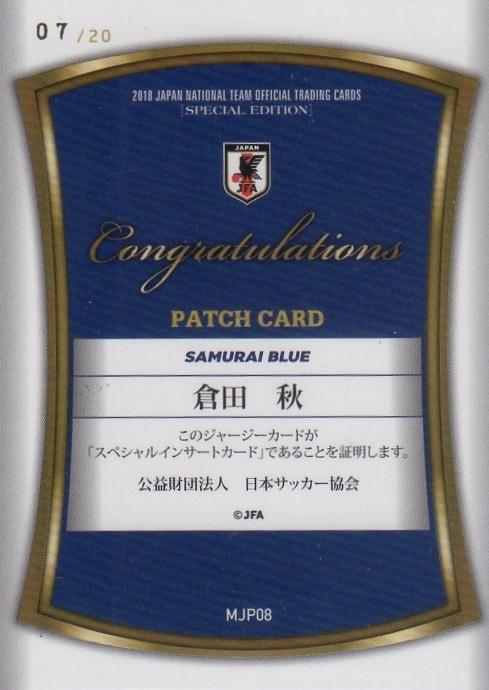 07/20
2018 JAPAN NATIONAL TEAM OFFICIAL TRADING CARDS
[SPECIAL EDITION]
JAPAN
JFA
Congratulations
PATCH CARD
SAMURAI BLUE
倉田 秋
このジャージーカードが
「スペシャルインサートカード」であることを証明します。
公益財団法人 日本サッカー協会
©JFA
MJP08